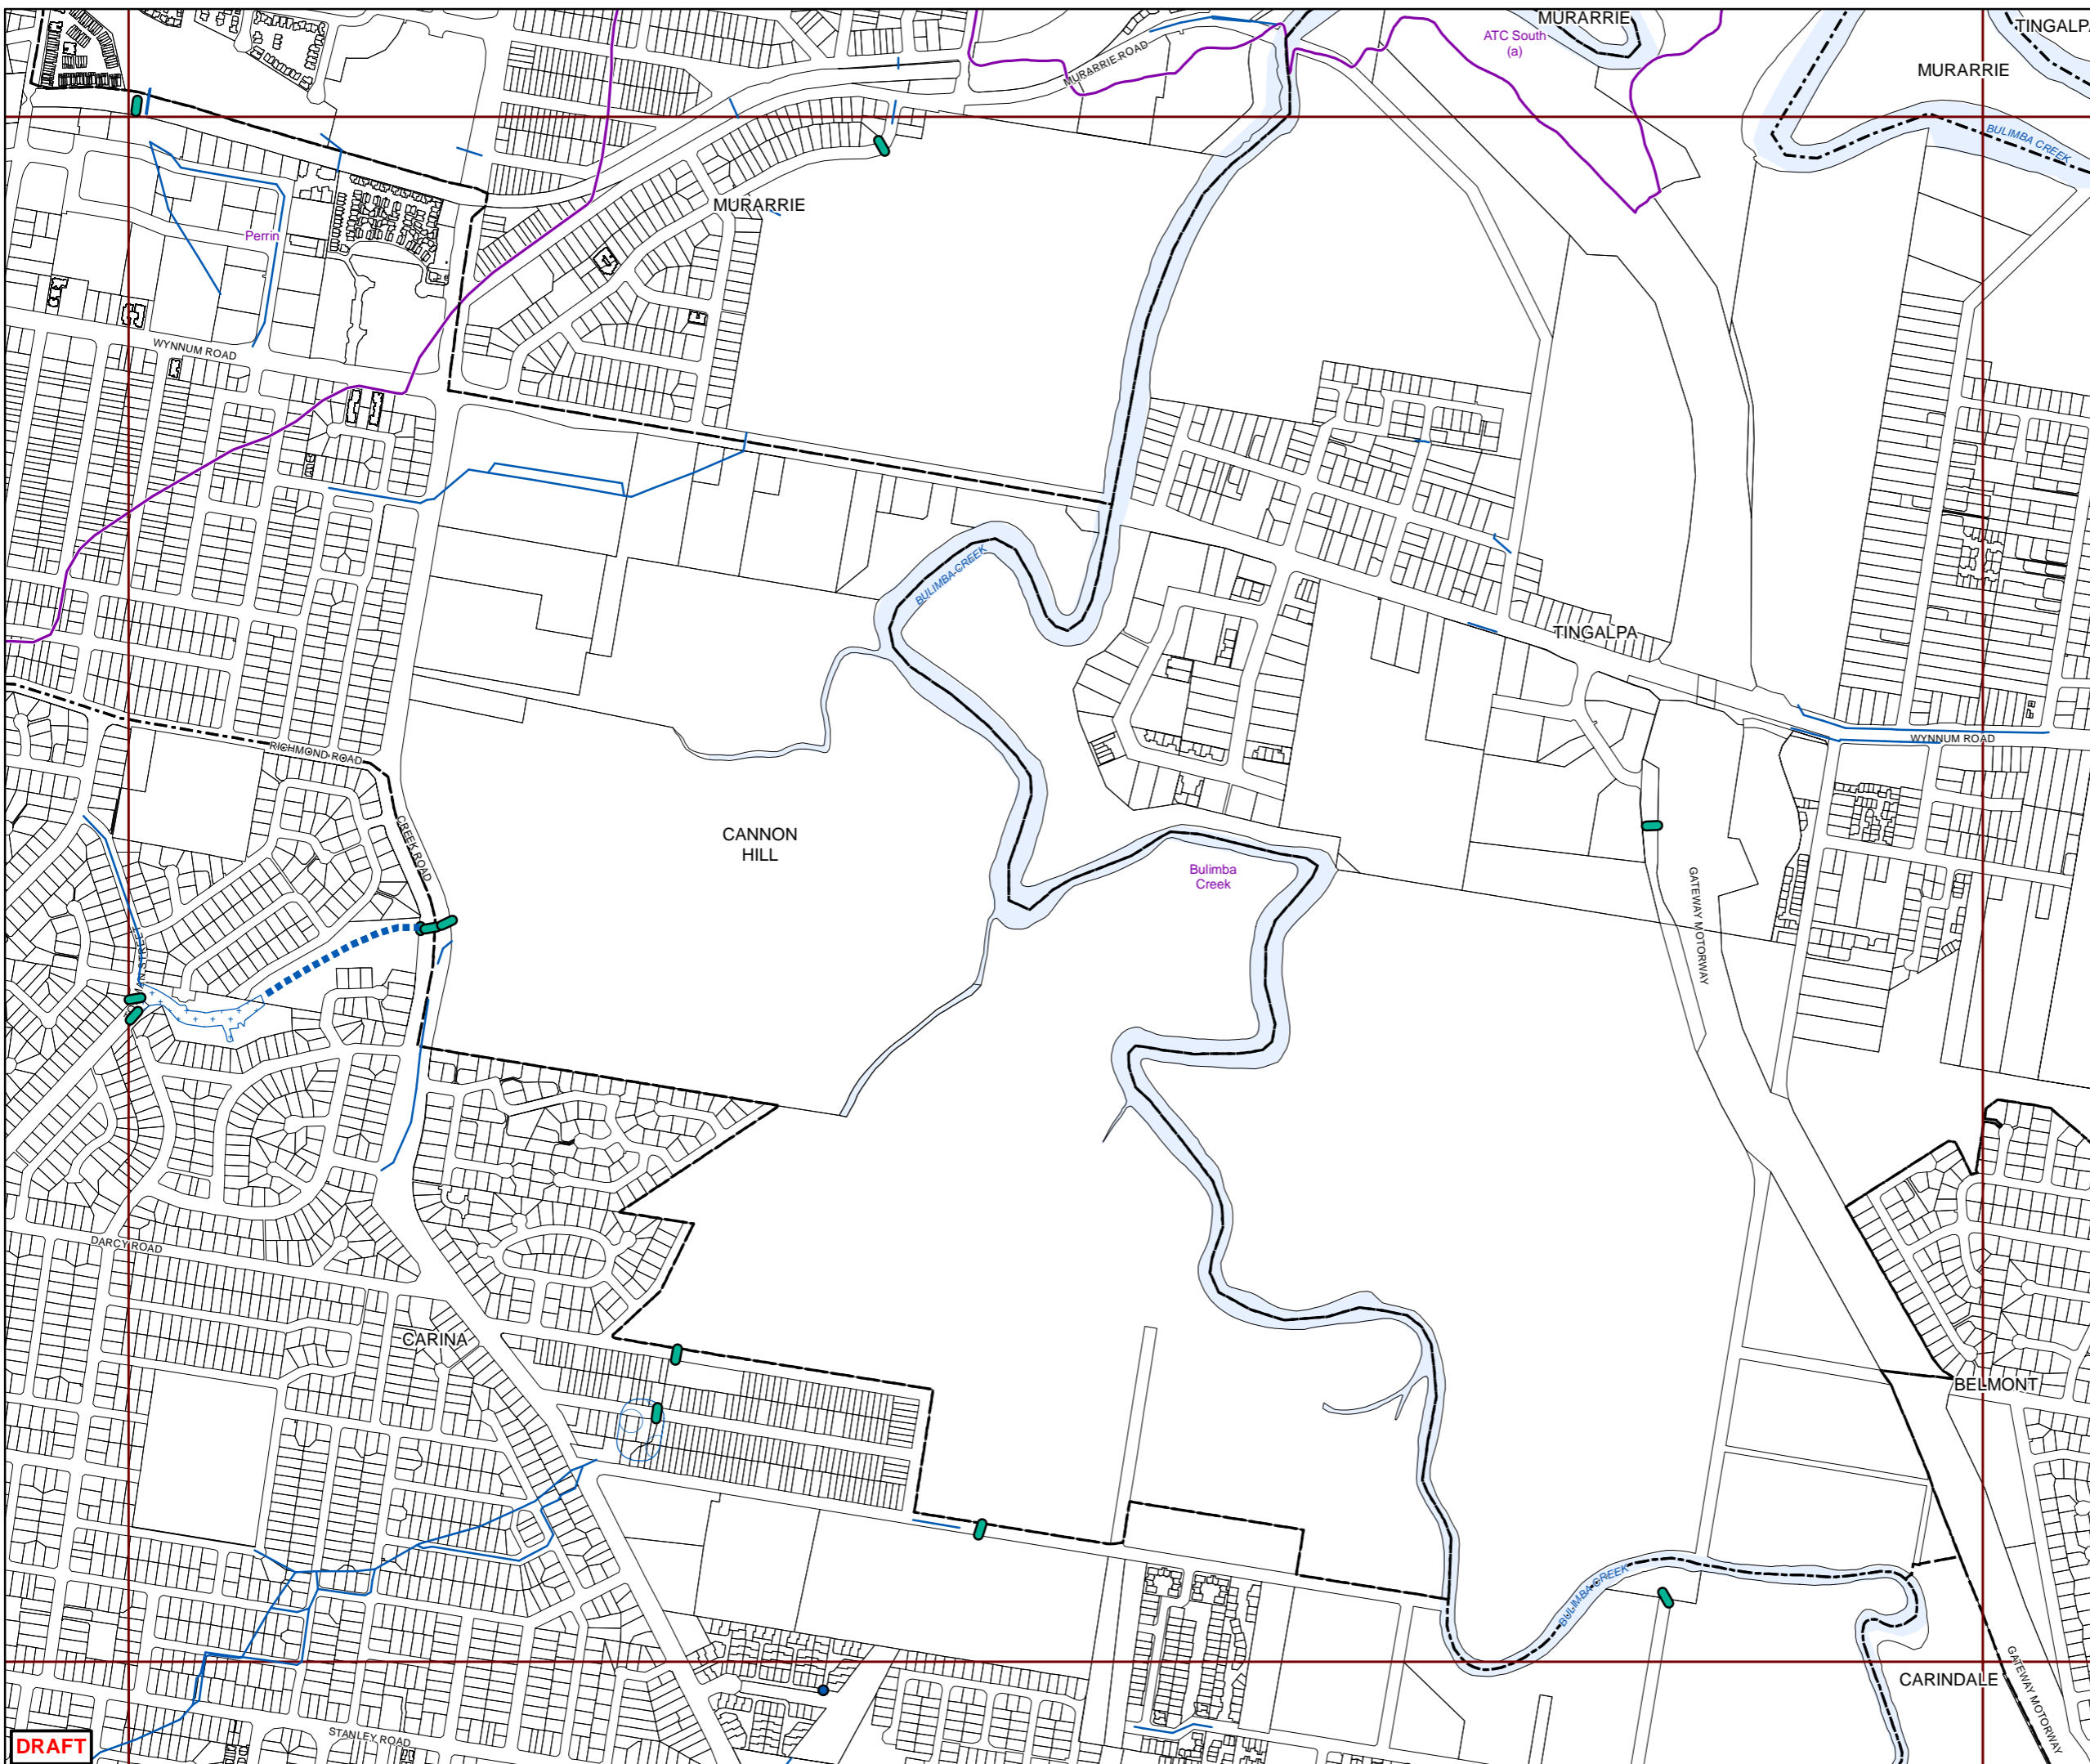 MURARRIE
TINGALPA
ATC South
(a)
MURARRIE ROAD
MURARRIE
BULIMBA CREEK
MURARRIE
Perrin
WYNNUM ROAD
BULIMBA CREEK
TINGALPA
WYNNUM ROAD
RICHMOND ROAD
CREEK ROAD
CANNON
HILL
Bulimba
Creek
GATEWAY MOTORWAY
DARCY ROAD
CARINA
BELMONT
BULIMBA CREEK
CARINDALE
GATEWAY MOTORWAY
STANLEY ROAD
DRAFT